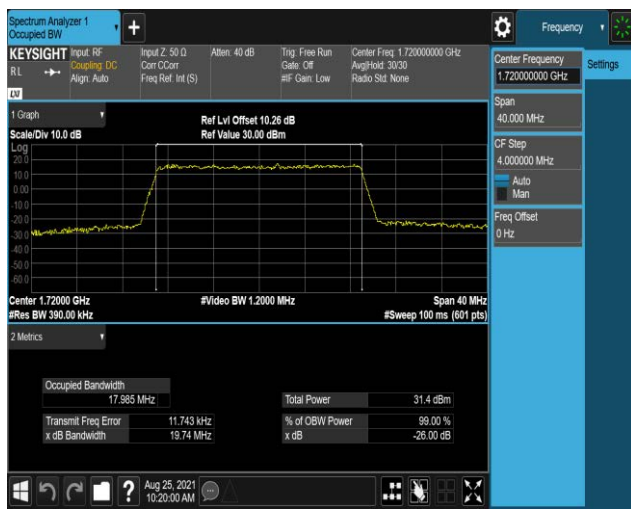 Spectrum Analyzer 1
Occupied BW
Frequency
KEYSIGHT
RL
LXI
Input: RF
Coupling: DC
Align: Auto
Input Z: 50 Ω
Corr CCorr
Freq Ref: Int (S)
Atten: 40 dB
Trig: Free Run
Gate: Off
#IF Gain: Low
Center Freq: 1.720000000 GHz
Avg|Hold: 30/30
Radio Std: None
Center Frequency
1.720000000 GHz
Settings
Span
40.000 MHz
CF Step
4.000000 MHz
Auto
Man
Freq Offset
0 Hz
1 Graph
Scale/Div 10.0 dB
Ref Lvl Offset 10.26 dB
Ref Value 30.00 dBm
Log
20.0
10.0
0.00
-10.0
-20.0
-30.0
-40.0
-50.0
-60.0
Center 1.72000 GHz
#Res BW 390.00 kHz
#Video BW 1.2000 MHz
Span 40 MHz
#Sweep 100 ms (601 pts)
2 Metrics
Occupied Bandwidth
17.985 MHz
Total Power 31.4 dBm
Transmit Freq Error 11.743 kHz
% of OBW Power 99.00 %
x dB Bandwidth 19.74 MHz
x dB -26.00 dB
?
Aug 25, 2021
10:20:00 AM